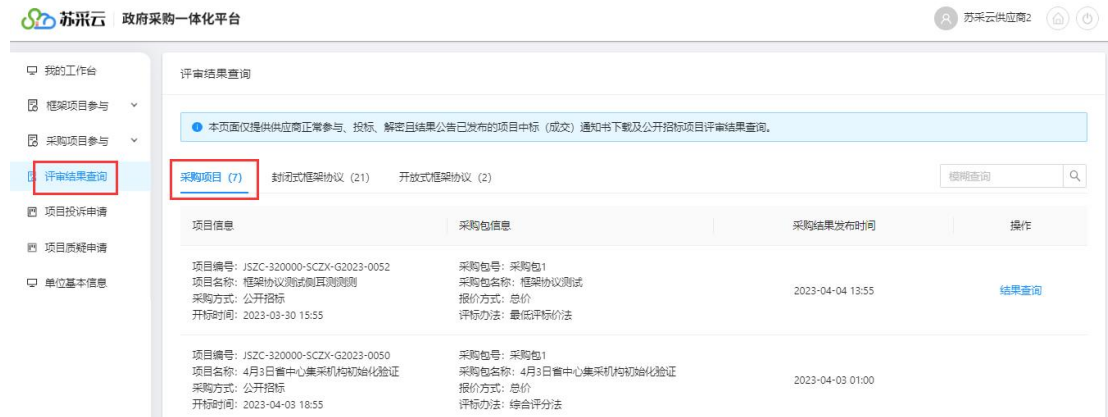 苏采云 政府采购一体化平台 苏采云供应商2
我的工作台
框架项目参与
采购项目参与
评审结果查询
项目投诉申请
项目质疑申请
单位基本信息
评审结果查询
本页面仅提供供应商正常参与、投标、解密且结果公告已发布的项目中标（成交）通知书下载及公开招标项目评审结果查询。
采购项目 (7) 封闭式框架协议 (21) 开放式框架协议 (2) 模糊查询
项目信息 采购包信息 采购结果发布时间 操作
项目编号: JSZC-320000-SCZX-G2023-0052 采购包号: 采购包1
项目名称: 框架协议测试侧耳测测测 采购包名称: 框架协议测试
采购方式: 公开招标 报价方式: 总价 2023-04-04 13:55 结果查询
开标时间: 2023-03-30 15:55 评标办法: 最低评标价法
项目编号: JSZC-320000-SCZX-G2023-0050 采购包号: 采购包1
项目名称: 4月3日省中心集采机构初始化验证 采购包名称: 4月3日省中心集采机构初始化验证
采购方式: 公开招标 报价方式: 总价 2023-04-03 01:00
开标时间: 2023-04-03 18:55 评标办法: 综合评分法